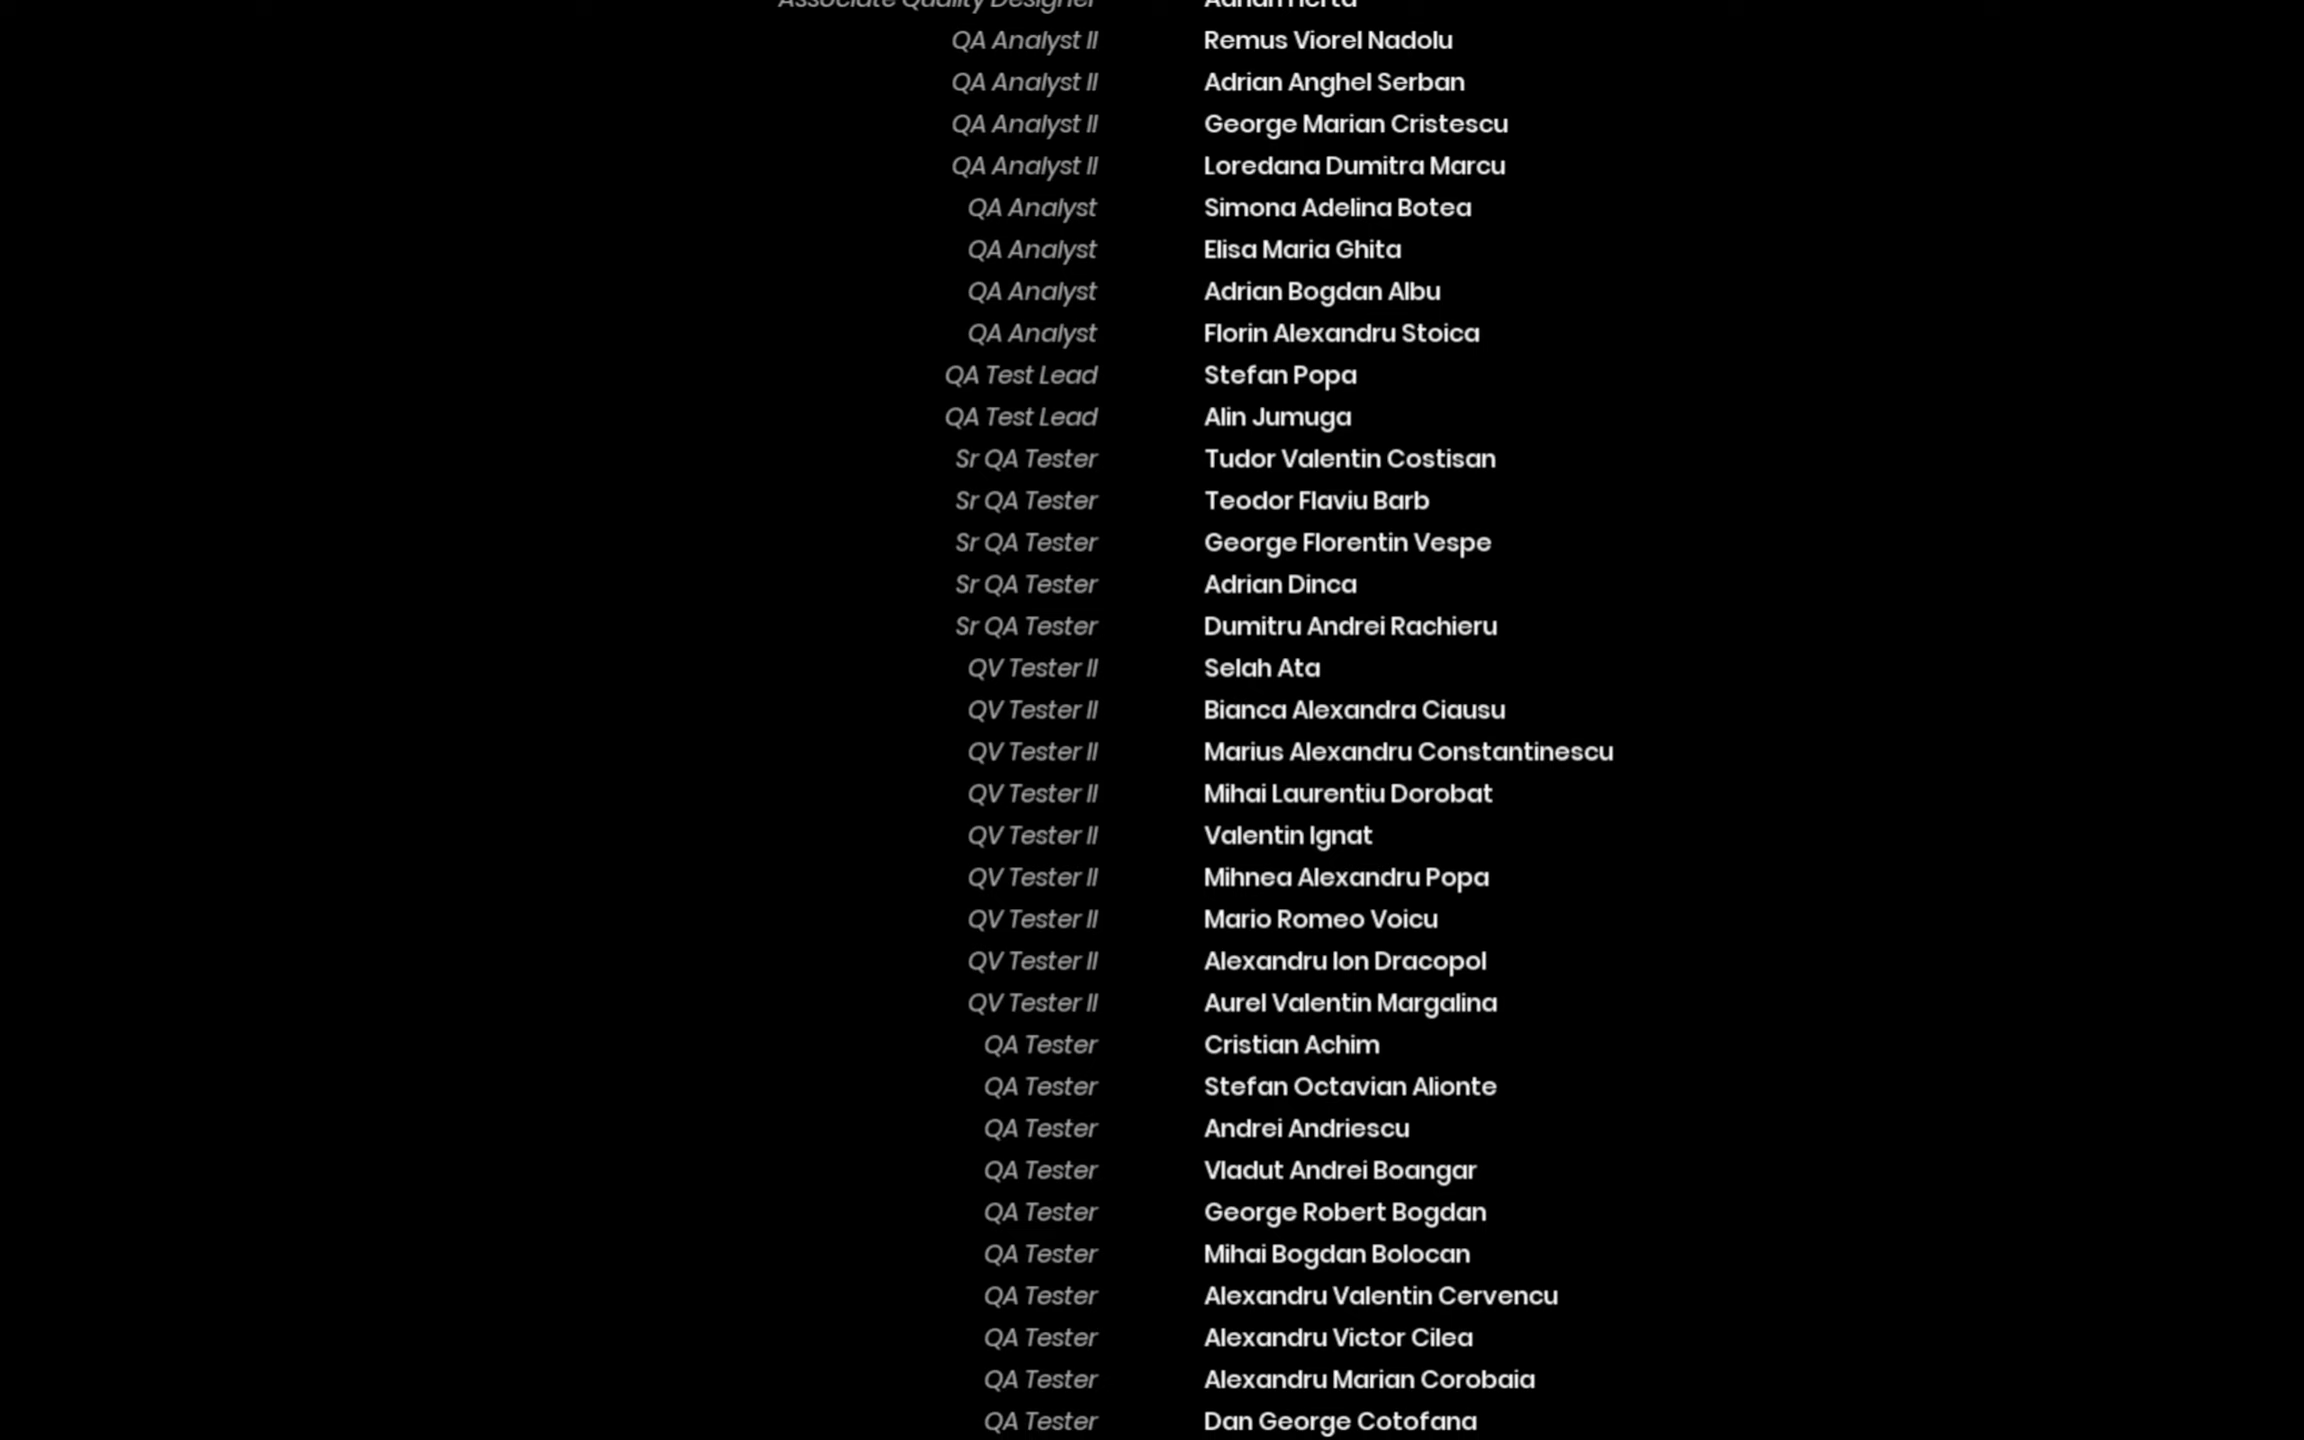 Associate Quality Designer
QA Analyst II Remus Viorel Nadolu
QA Analyst II Adrian Anghel Serban
QA Analyst II George Marian Cristescu
QA Analyst II Loredana Dumitra Marcu
QA Analyst Simona Adelina Botea
QA Analyst Elisa Maria Ghita
QA Analyst Adrian Bogdan Albu
QA Analyst Florin Alexandru Stoica
QA Test Lead Stefan Popa
QA Test Lead Alin Jumuga
Sr QA Tester Tudor Valentin Costisan
Sr QA Tester Teodor Flaviu Barb
Sr QA Tester George Florentin Vespe
Sr QA Tester Adrian Dinca
Sr QA Tester Dumitru Andrei Rachieru
QV Tester II Selah Ata
QV Tester II Bianca Alexandra Ciausu
QV Tester II Marius Alexandru Constantinescu
QV Tester II Mihai Laurentiu Dorobat
QV Tester II Valentin Ignat
QV Tester II Mihnea Alexandru Popa
QV Tester II Mario Romeo Voicu
QV Tester II Alexandru Ion Dracopol
QV Tester II Aurel Valentin Margalina
QA Tester Cristian Achim
QA Tester Stefan Octavian Alionte
QA Tester Andrei Andriescu
QA Tester Vladut Andrei Boangar
QA Tester George Robert Bogdan
QA Tester Mihai Bogdan Bolocan
QA Tester Alexandru Valentin Cervencu
QA Tester Alexandru Victor Cilea
QA Tester Alexandru Marian Corobaia
QA Tester Dan George Cotofana